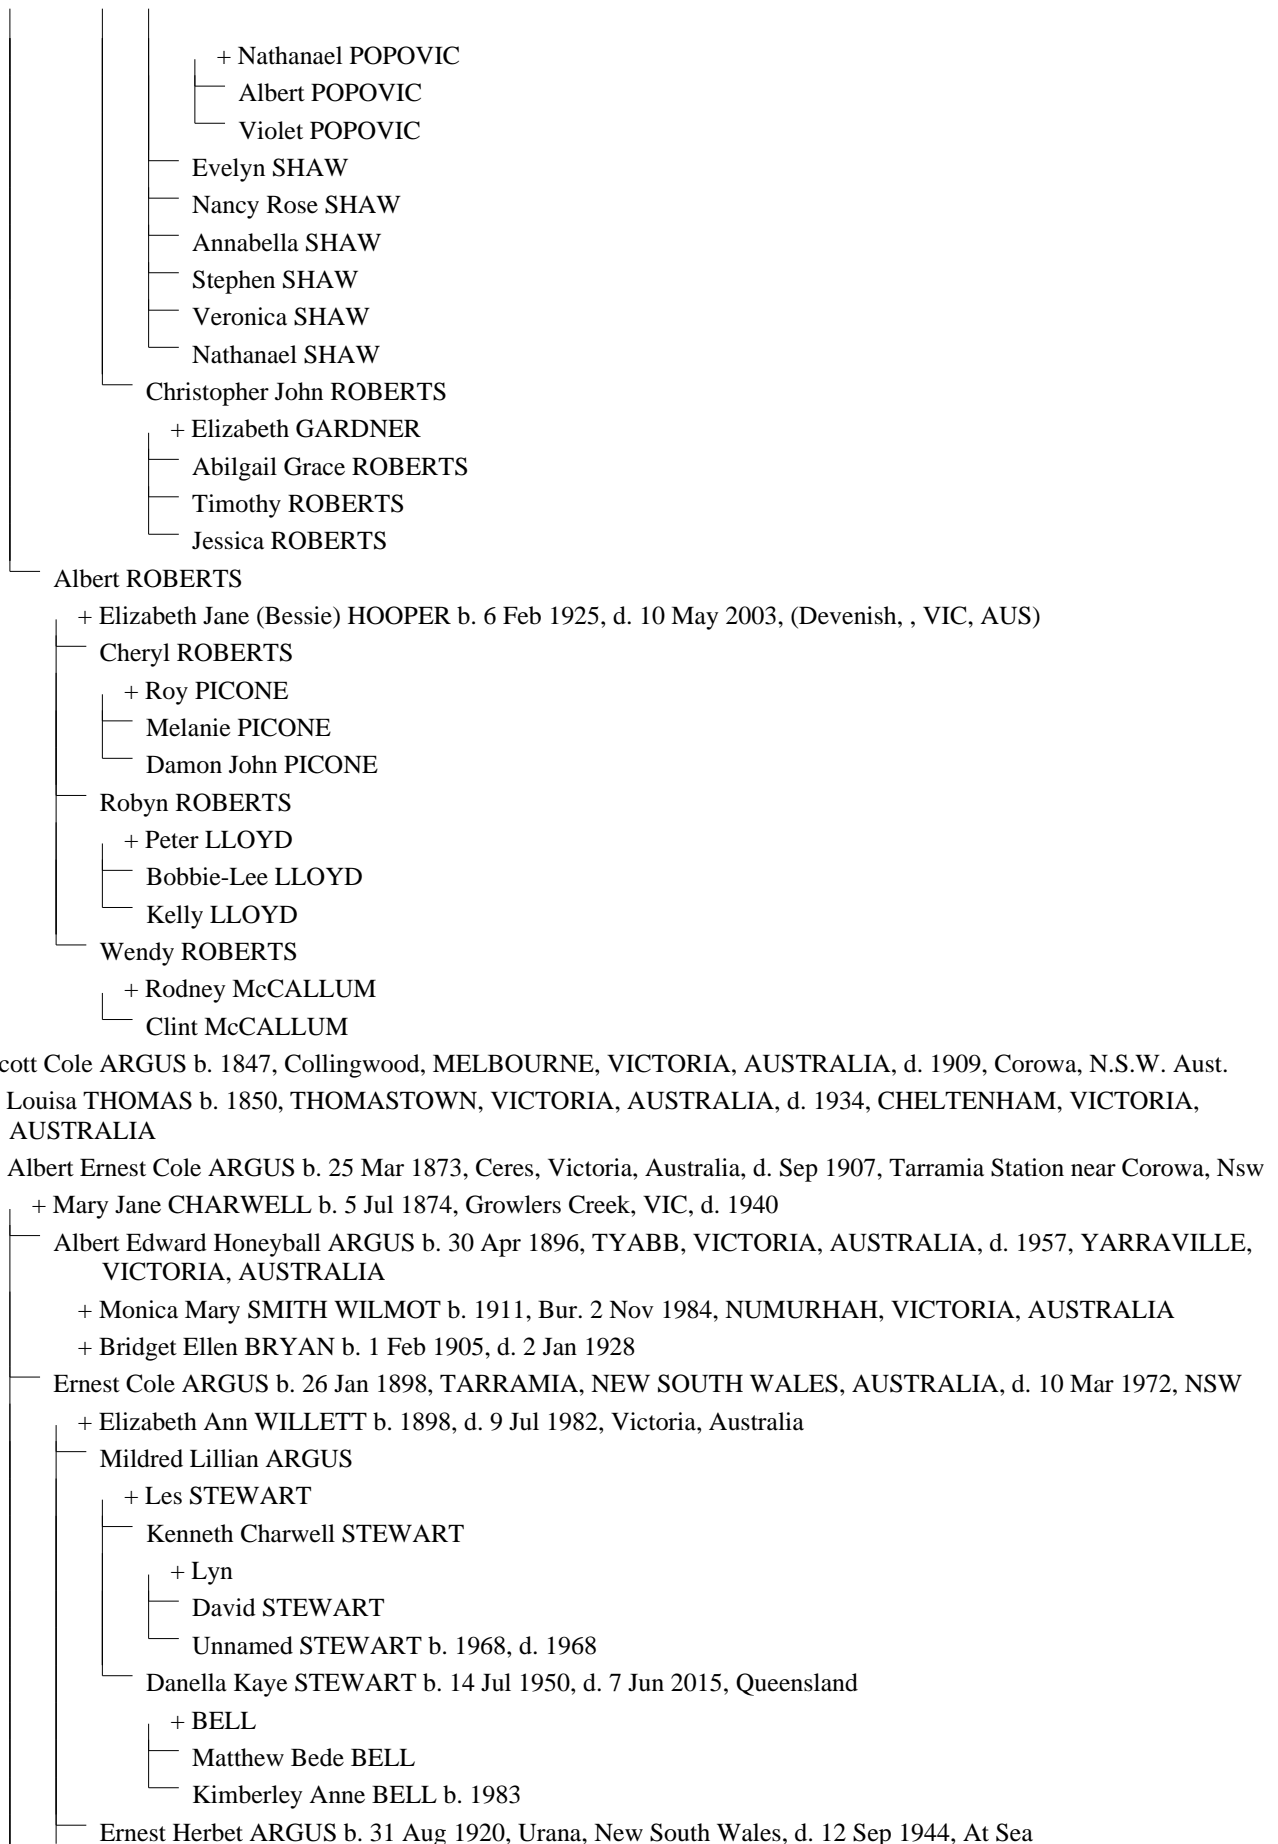 + Nathanael POPOVIC
Albert POPOVIC
Violet POPOVIC
Evelyn SHAW
Nancy Rose SHAW
Annabella SHAW
Stephen SHAW
Veronica SHAW
Nathanael SHAW
Christopher John ROBERTS
+ Elizabeth GARDNER
Abilgail Grace ROBERTS
Timothy ROBERTS
Jessica ROBERTS
Albert ROBERTS
+ Elizabeth Jane (Bessie) HOOPER b. 6 Feb 1925, d. 10 May 2003, (Devenish, , VIC, AUS)
Cheryl ROBERTS
+ Roy PICONE
Melanie PICONE
Damon John PICONE
Robyn ROBERTS
+ Peter LLOYD
Bobbie-Lee LLOYD
Kelly LLOYD
Wendy ROBERTS
+ Rodney McCALLUM
Clint McCALLUM
cott Cole ARGUS b. 1847, Collingwood, MELBOURNE, VICTORIA, AUSTRALIA, d. 1909, Corowa, N.S.W. Aust.
Louisa THOMAS b. 1850, THOMASTOWN, VICTORIA, AUSTRALIA, d. 1934, CHELTENHAM, VICTORIA,
AUSTRALIA
Albert Ernest Cole ARGUS b. 25 Mar 1873, Ceres, Victoria, Australia, d. Sep 1907, Tarramia Station near Corowa, Nsw
+ Mary Jane CHARWELL b. 5 Jul 1874, Growlers Creek, VIC, d. 1940
Albert Edward Honeyball ARGUS b. 30 Apr 1896, TYABB, VICTORIA, AUSTRALIA, d. 1957, YARRAVILLE,
VICTORIA, AUSTRALIA
+ Monica Mary SMITH WILMOT b. 1911, Bur. 2 Nov 1984, NUMURHAH, VICTORIA, AUSTRALIA
+ Bridget Ellen BRYAN b. 1 Feb 1905, d. 2 Jan 1928
Ernest Cole ARGUS b. 26 Jan 1898, TARRAMIA, NEW SOUTH WALES, AUSTRALIA, d. 10 Mar 1972, NSW
+ Elizabeth Ann WILLETT b. 1898, d. 9 Jul 1982, Victoria, Australia
Mildred Lillian ARGUS
+ Les STEWART
Kenneth Charwell STEWART
+ Lyn
David STEWART
Unnamed STEWART b. 1968, d. 1968
Danella Kaye STEWART b. 14 Jul 1950, d. 7 Jun 2015, Queensland
+ BELL
Matthew Bede BELL
Kimberley Anne BELL b. 1983
Ernest Herbet ARGUS b. 31 Aug 1920, Urana, New South Wales, d. 12 Sep 1944, At Sea